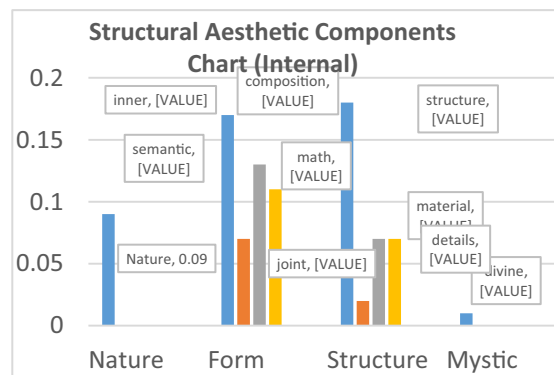 Structural Aesthetic Components
Chart (Internal)
0.2
0.15
0.1
0.05
0
inner, [VALUE]
composition,
[VALUE]
structure,
[VALUE]
semantic,
[VALUE]
math,
[VALUE]
material,
[VALUE]
details,
[VALUE]
Nature, 0.09
joint, [VALUE]
divine,
[VALUE]
Nature
Form
Structure
Mystic